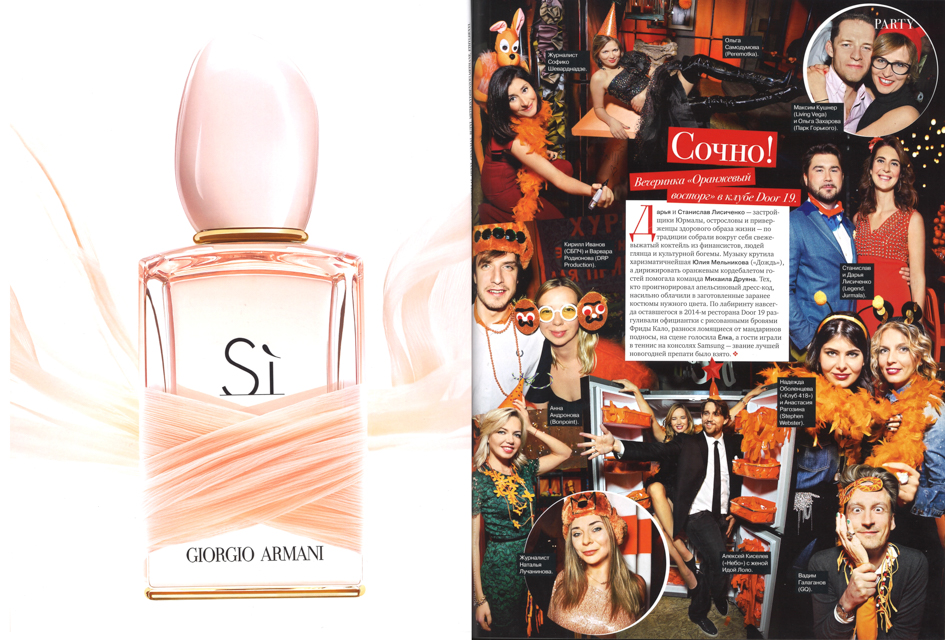 Sì
GIORGIO ARMANI
PARTY
Журналист
Софико
Шеварднадзе.
Ольга
Самодумова
(Peremotka).
Максим Кушнер
(Living Vega)
и Ольга Захарова
(Парк Горького).
Сочно!
Вечеринка «Оранжевый
восторг» в клубе Door 19.
Дарья и Станислав Лисиченко — застрой-
щики Юрмалы, острословы и привер-
женцы здорового образа жизни — по
традиции собрали вокруг себя свеже-
выжатый коктейль из финансистов, людей
глянца и культурной богемы. Музыку крутила
харизматичнейшая Юлия Мельникова («Дождь»),
а дирижировать оранжевым кордебалетом го-
стей помогала команда Михаила Друяна. Тех,
кто проигнорировал апельсиновый дресс-код,
насильно облачили в заготовленные заранее
костюмы нужного цвета. По лабиринту навсег-
да оставшегося в 2014-м ресторана Door 19 раз-
гуливали официантки с рисованными бровями
Фриды Кало, разнося ломящиеся от мандаринов
подносы, на сцене голосила Ёлка, а гости играли
в теннис на консолях Samsung — звание лучшей
новогодней препати было взято.
Кирилл Иванов
(СБПЧ) и Варвара
Родионова (DRP
Production).
Станислав
и Дарья
Лисиченко
(Legend.
Jurmala).
Надежда
Оболенцева
(«Клуб 418»)
и Анастасия
Рагозина
(Stephen
Webster).
Анна
Андронова
(Bonpoint).
Журналист
Наталья
Лучанинова.
Алексей Киселев
(«Небо») с женой
Идой Лоло.
Вадим
Галаганов
(GQ).